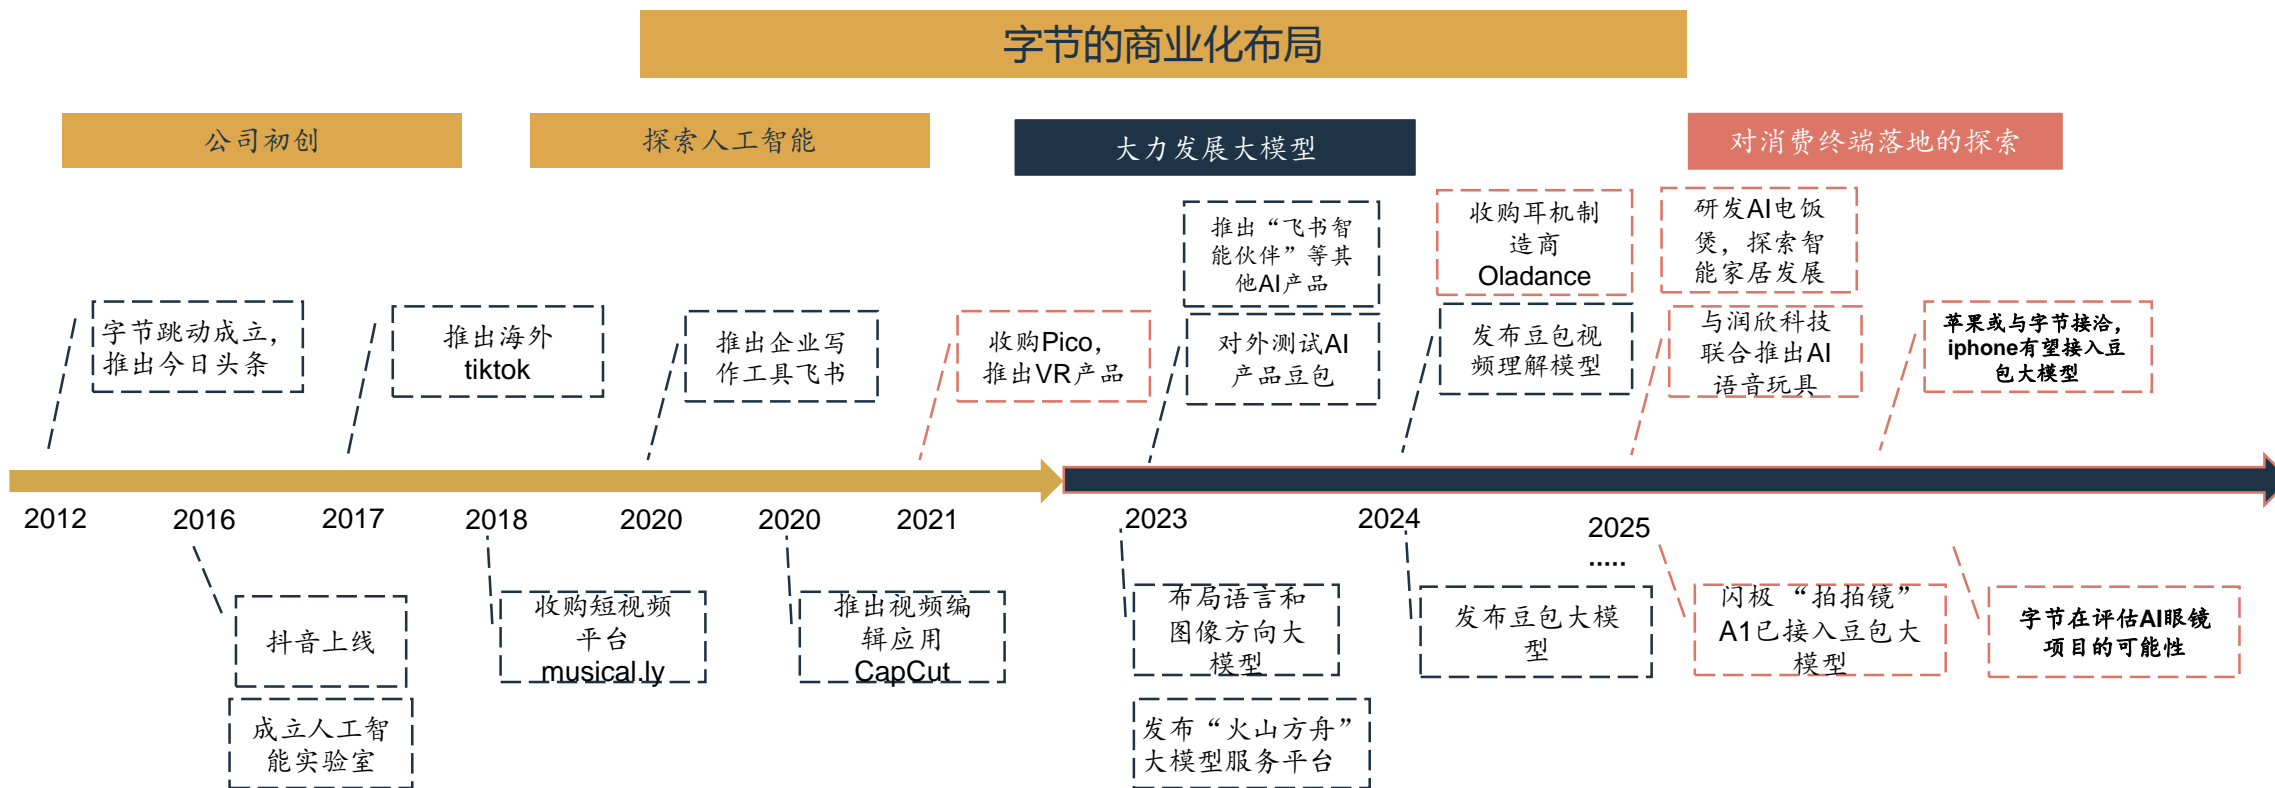 字节的商业化布局
公司初创
探索人工智能
大力发展大模型
对消费终端落地的探索
推出“飞书智
能伙伴”等其
他AI产品
收购耳机制
造商
Oladance
研发AI电饭
煲，探索智
能家居发展
字节跳动成立，
推出今日头条
推出海外
tiktok
推出企业写
作工具飞书
收购Pico，
推出VR产品
对外测试AI
产品豆包
发布豆包视
频理解模型
与润欣科技
联合推出AI
语音玩具
苹果或与字节接洽，
iphone有望接入豆
包大模型
2012
2016
2017
2018
2020
2020
2021
2023
2024
2025
.....
抖音上线
成立人工智
能实验室
收购短视频
平台
musical.ly
推出视频编
辑应用
CapCut
布局语言和
图像方向大
模型
发布“火山方舟”
大模型服务平台
发布豆包大模
型
闪极“拍拍镜”
A1已接入豆包大
模型
字节在评估AI眼镜
项目的可能性